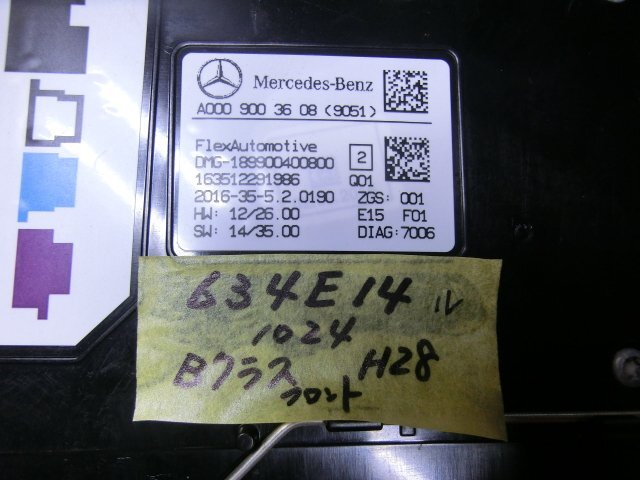 Mercedes-Benz
A000 900 36 08 (9051)
FlexAutomotive
DMG-189900400800
2
163512291986 Q01
2016-35-5.2.0190 ZGS: 001
HW: 12/26.00 E15 F01
SW: 14/35.00 DIAG:7006
634E14 ル
1024
Bクラス H28
フロント